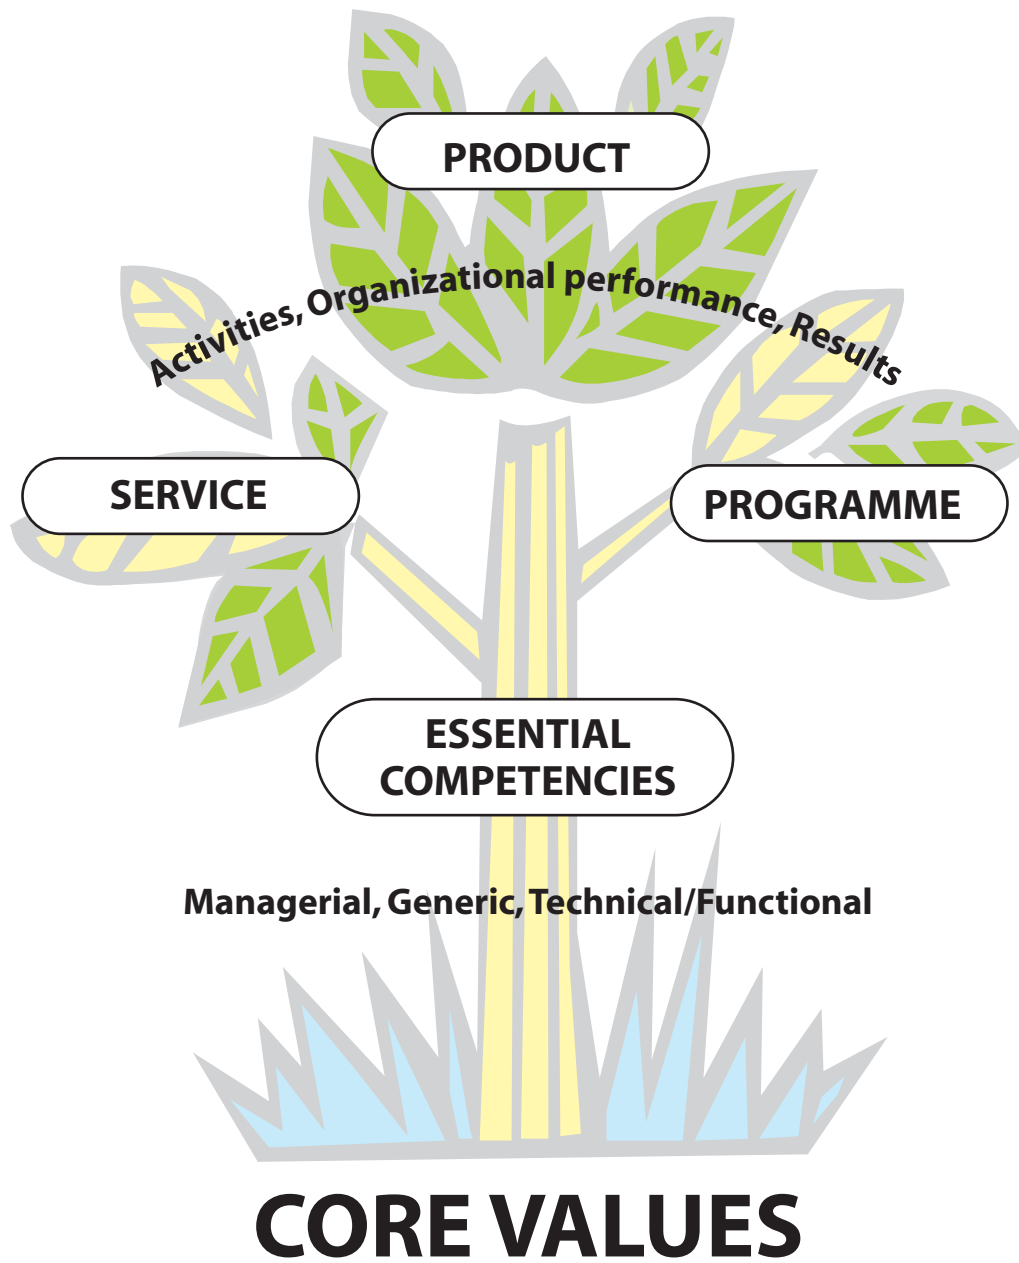 PRODUCT
Activities, Organizational performance, Results
SERVICE
PROGRAMME
ESSENTIAL
COMPETENCIES
Managerial, Generic, Technical/Functional
CORE VALUES